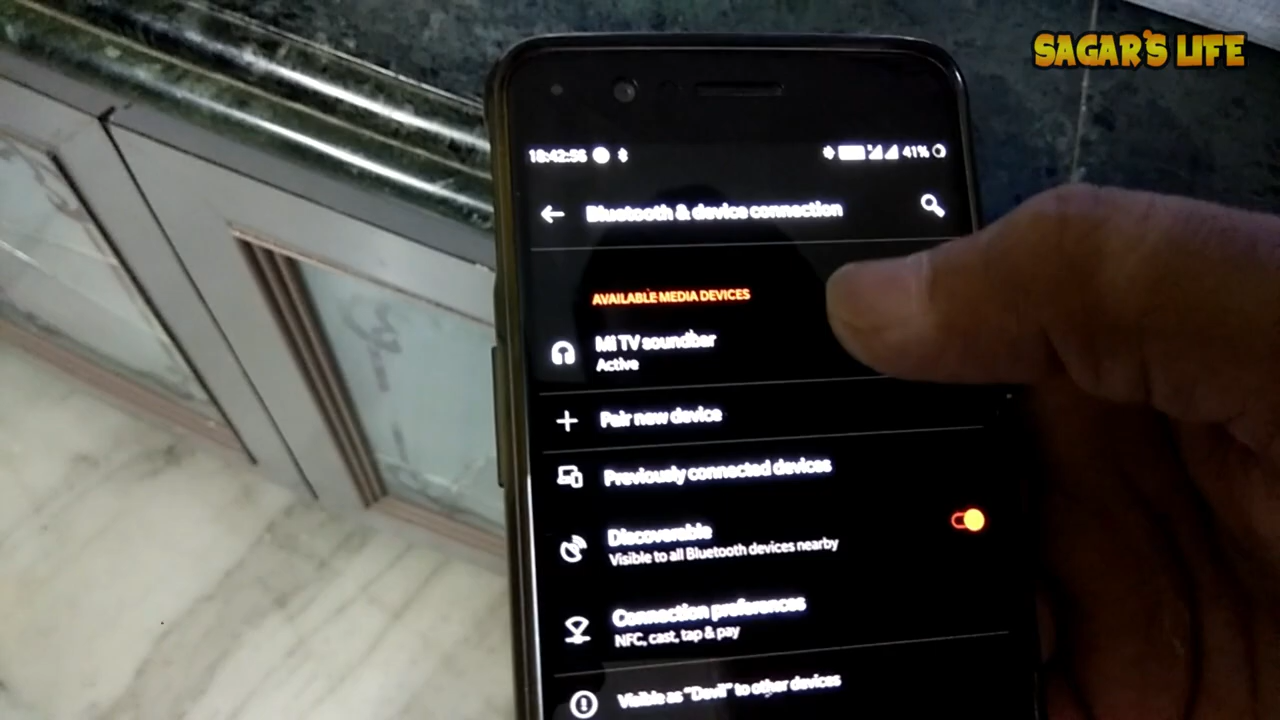 SAGAR'S LIFE
18:42:56
41%
Bluetooth & device connection
AVAILABLE MEDIA DEVICES
Mi TV soundbar
Active
Pair new device
Previously connected devices
Discoverable
Visible to all Bluetooth devices nearby
Connection preferences
NFC, cast, tap & pay
Visible as "Devil" to other devices